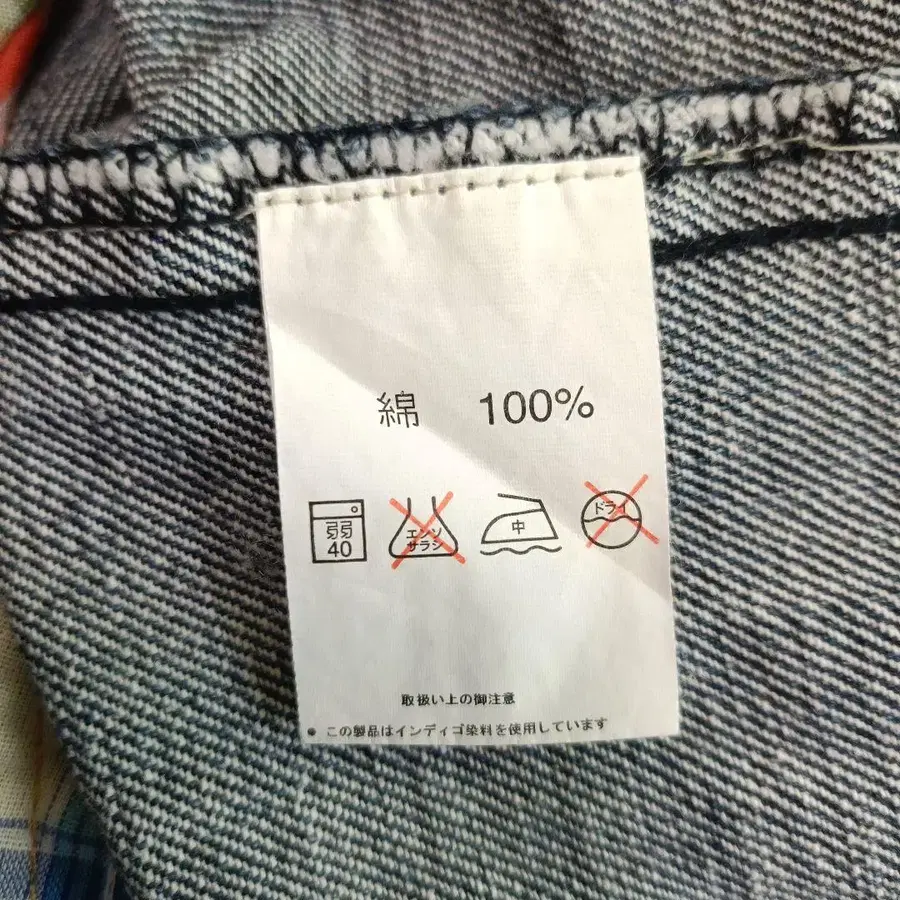 綿 100%
弱 40 エンソ サラシ 中 ドライ
取扱い上の御注意
● この製品はインディゴ染料を使用しています